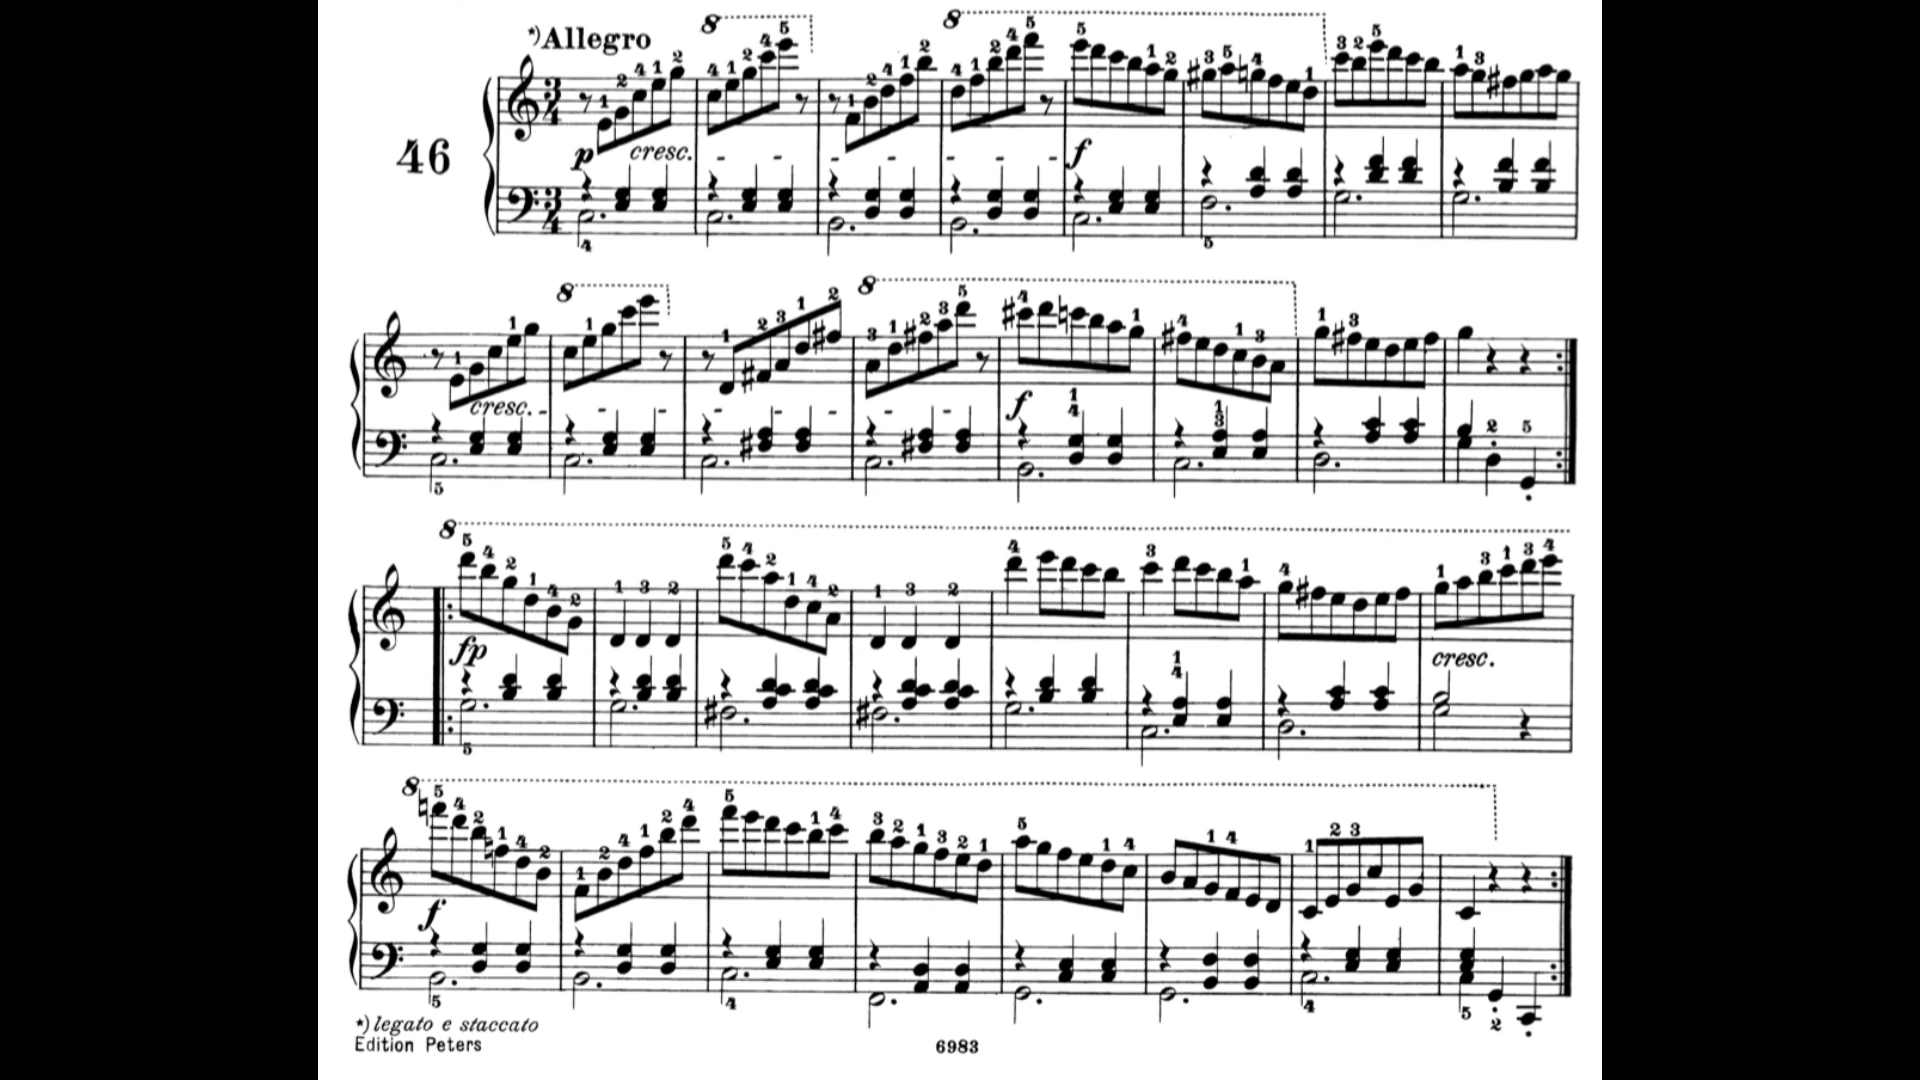 *) Allegro
46
p cresc. f
cresc. f
fp cresc.
f
*) legato e staccato
Edition Peters 6983